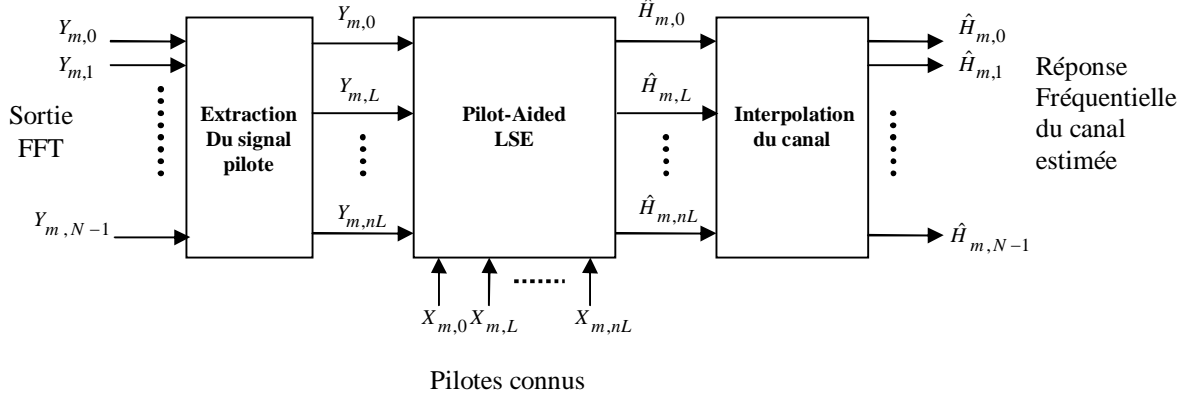 Y_{m,0}
Y_{m,1}
Sortie
FFT
Y_{m,N-1}
Extraction
Du signal
pilote
Y_{m,0}
Y_{m,L}
Y_{m,nL}
Pilot-Aided
LSE
X_{m,0} X_{m,L} X_{m,nL}
Pilotes connus
Ĥ_{m,0}
Ĥ_{m,L}
Ĥ_{m,nL}
Interpolation
du canal
Ĥ_{m,0}
Ĥ_{m,1}
Ĥ_{m,N-1}
Réponse
Fréquentielle
du canal
estimée